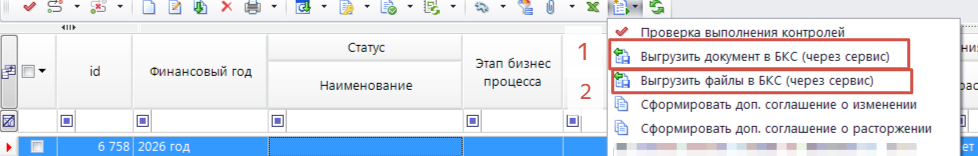 id
Финансовый год
Статус
Наименование
Этап бизнес
процесса
1
2
Проверка выполнения контролей
Выгрузить документ в БКС (через сервис)
Выгрузить файлы в БКС (через сервис)
Сформировать доп. соглашение о изменении
Сформировать доп. соглашение о расторжении
6 758
2026 год